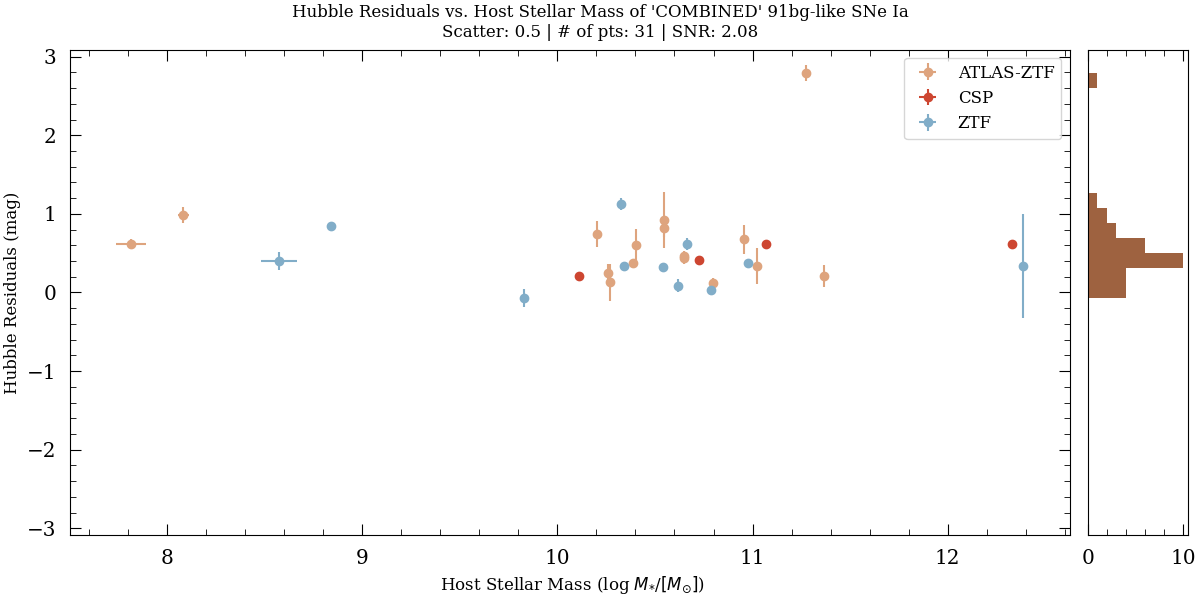 Hubble Residuals vs. Host Stellar Mass of 'COMBINED' 91bg-like SNe Ia
Scatter: 0.5 | # of pts: 31 | SNR: 2.08
Hubble Residuals (mag)
3
2
1
0
−1
−2
−3
ATLAS-ZTF
CSP
ZTF
8 9 10 11 12
0 10
Host Stellar Mass (log M*/[M⊙])